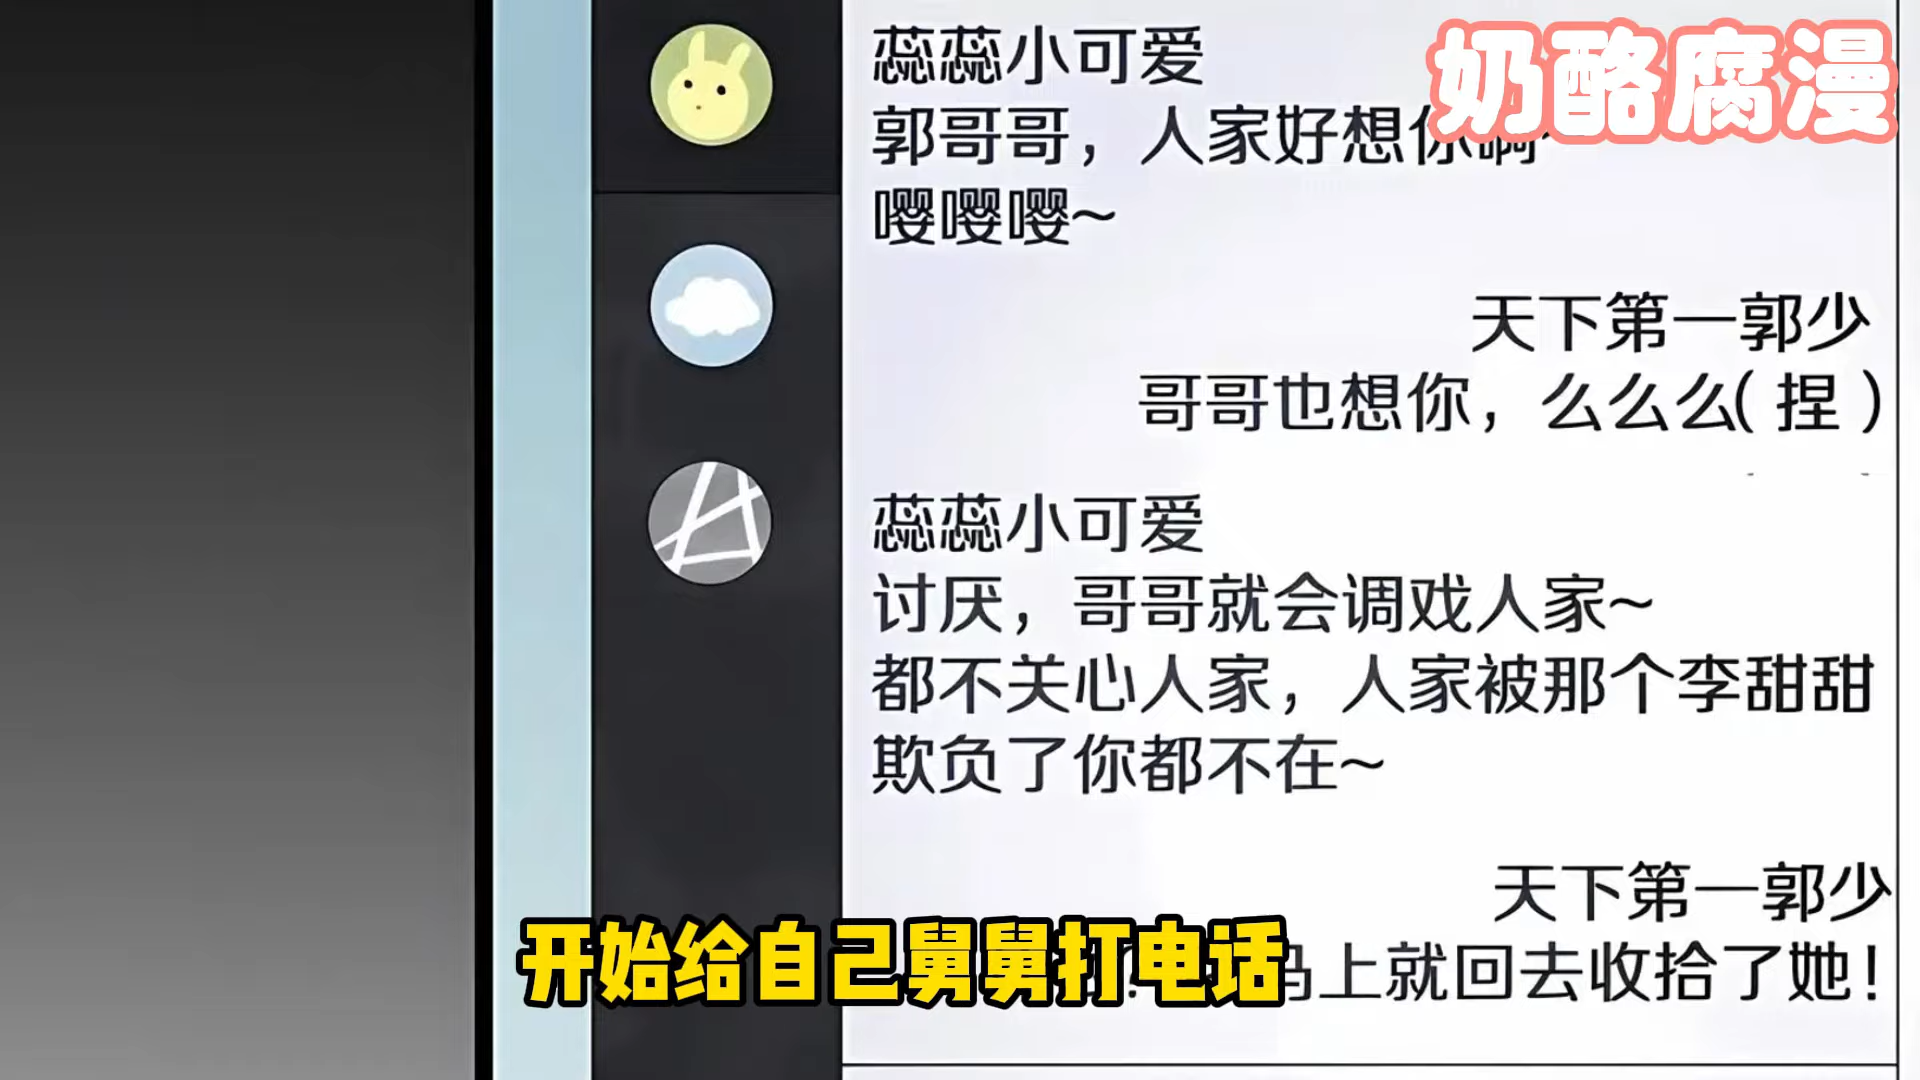 奶酪腐漫
蕊蕊小可爱
郭哥哥，人家好想你啊~
嘤嘤嘤~
天下第一郭少
哥哥也想你，么么么(捏)
蕊蕊小可爱
讨厌，哥哥就会调戏人家~
都不关心人家，人家被那个李甜甜
欺负了你都不在~
天下第一郭少
马上就回去收拾了她！
开始给自己舅舅打电话